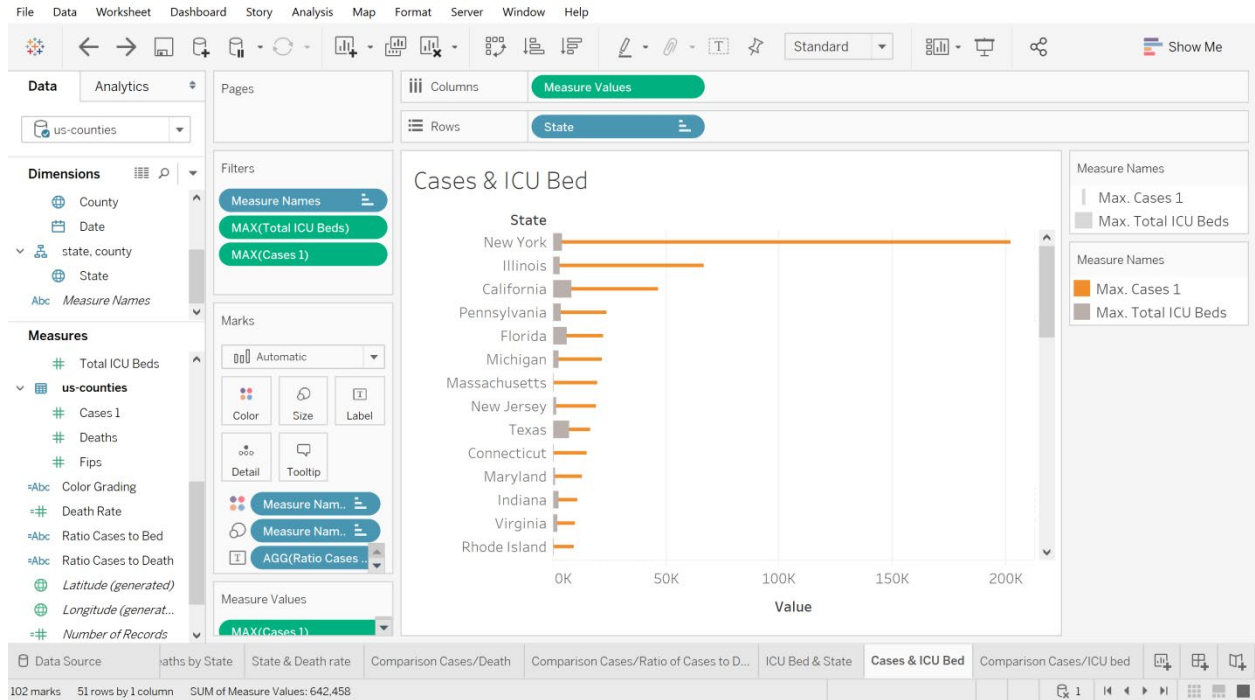 File Data Worksheet Dashboard Story Analysis Map Format Server Window Help
Standard
Show Me
Data Analytics
us-counties
Dimensions
County
Date
state, county
State
Abc Measure Names
Measures
# Total ICU Beds
us-counties
# Cases 1
# Deaths
# Fips
=Abc Color Grading
=# Death Rate
=Abc Ratio Cases to Bed
=Abc Ratio Cases to Death
Latitude (generated)
Longitude (generat...
=# Number of Records
Pages
Filters
Measure Names
MAX(Total ICU Beds)
MAX(Cases 1)
Marks
Automatic
Color Size Label
Detail Tooltip
Measure Nam..
Measure Nam..
AGG(Ratio Cases ..
Measure Values
MAX(Cases 1)
Columns Measure Values
Rows State
Cases & ICU Bed
State
New York
Illinois
California
Pennsylvania
Florida
Michigan
Massachusetts
New Jersey
Texas
Connecticut
Maryland
Indiana
Virginia
Rhode Island
0K 50K 100K 150K 200K
Value
Measure Names
Max. Cases 1
Max. Total ICU Beds
Measure Names
Max. Cases 1
Max. Total ICU Beds
Data Source aths by State State & Death rate Comparison Cases/Death Comparison Cases/Ratio of Cases to D... ICU Bed & State Cases & ICU Bed Comparison Cases/ICU bed
102 marks 51 rows by 1 column SUM of Measure Values: 642,458 1